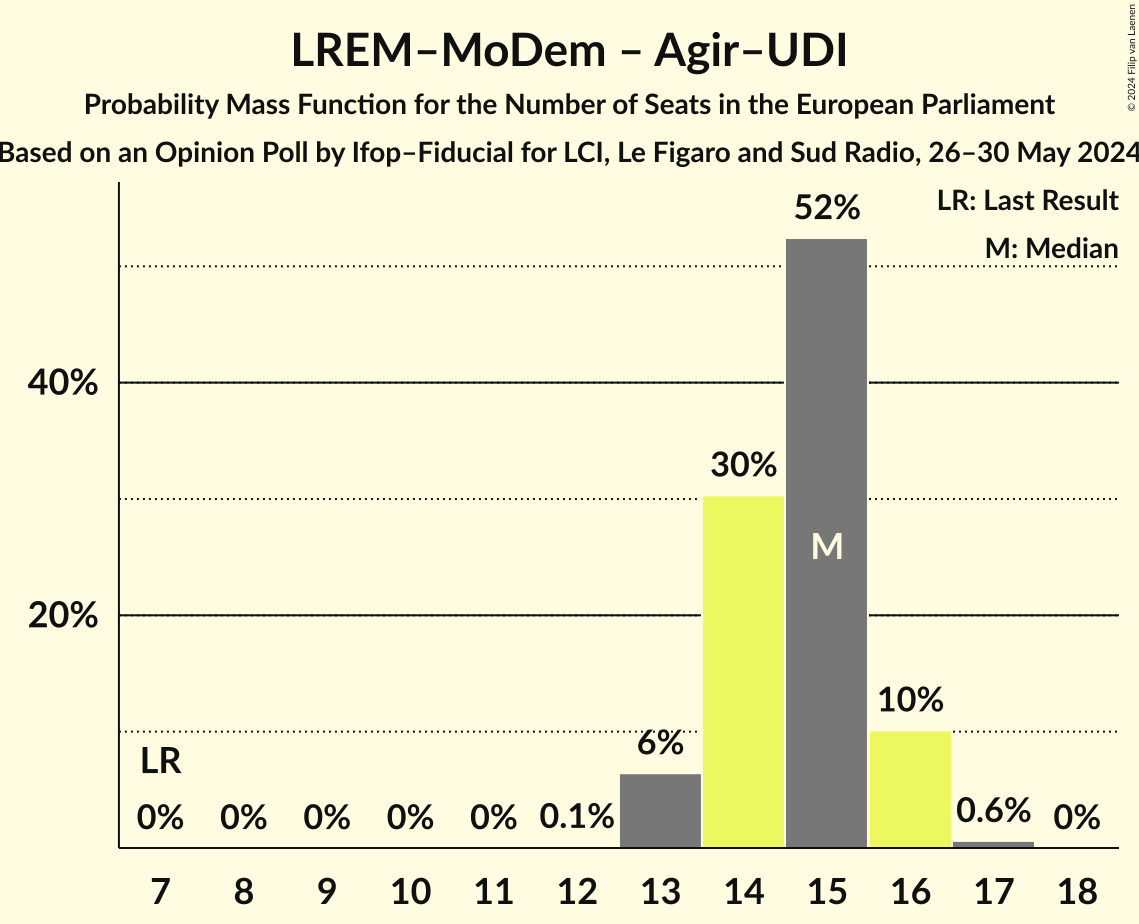 LREM–MoDem – Agir–UDI
Probability Mass Function for the Number of Seats in the European Parliament
Based on an Opinion Poll by Ifop–Fiducial for LCI, Le Figaro and Sud Radio, 26–30 May 2024
© 2024 Filip van Laenen
LR: Last Result
M: Median
52%
40%
30%
M
20%
10%
6%
LR
0% 0% 0% 0% 0% 0.1% 0.6% 0%
7 8 9 10 11 12 13 14 15 16 17 18